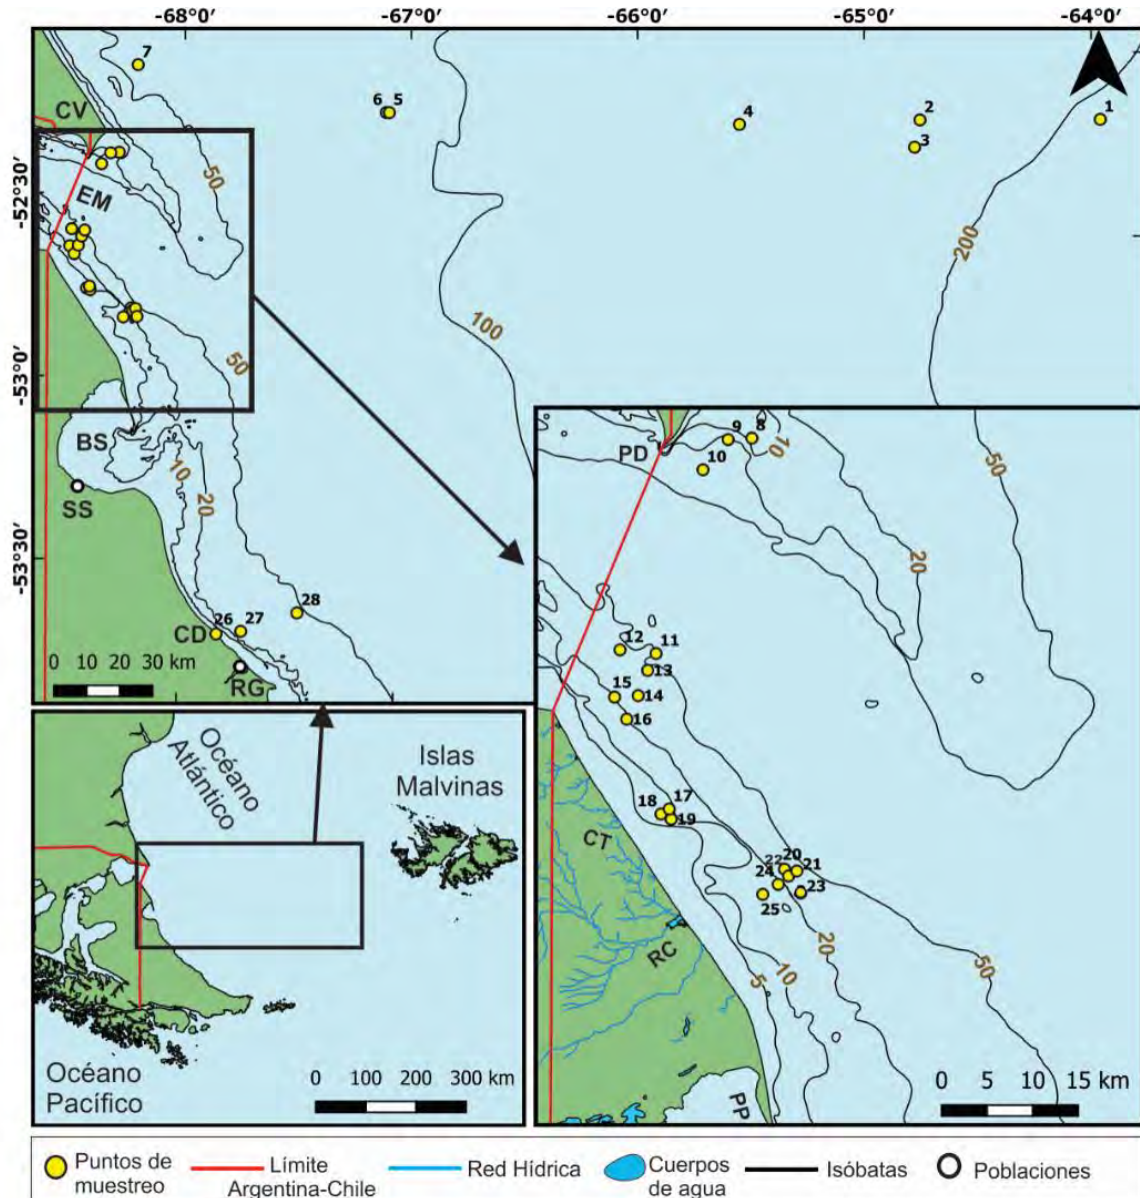 -68°0′ -67°0′ -66°0′ -65°0′ -64°0′
7
CV
6 5
4
2
1
3
-52°30′
50
EM
200
100
-53°0′
50
BS
10
20
SS
-53°30′
28
26 27
CD
0 10 20 30 km
RG
9 8
10
PD
10
50
20
12 11
13
15 14
16
17
18
19
CT
22 20
21
24
23
25
RC
20
50
10
5
0 5 10 15 km
PP
Océano
Atlántico
Islas
Malvinas
Océano
Pacífico
0 100 200 300 km
Puntos de
muestreo
Límite
Argentina-Chile
Red Hídrica
Cuerpos
de agua
Isóbatas
Poblaciones